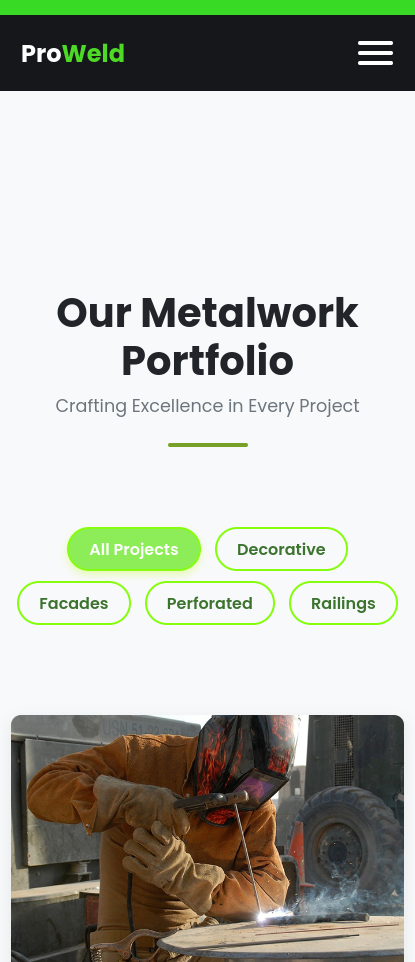 ProWeld
Our Metalwork
Portfolio
Crafting Excellence in Every Project
All Projects
Decorative
Facades
Perforated
Railings